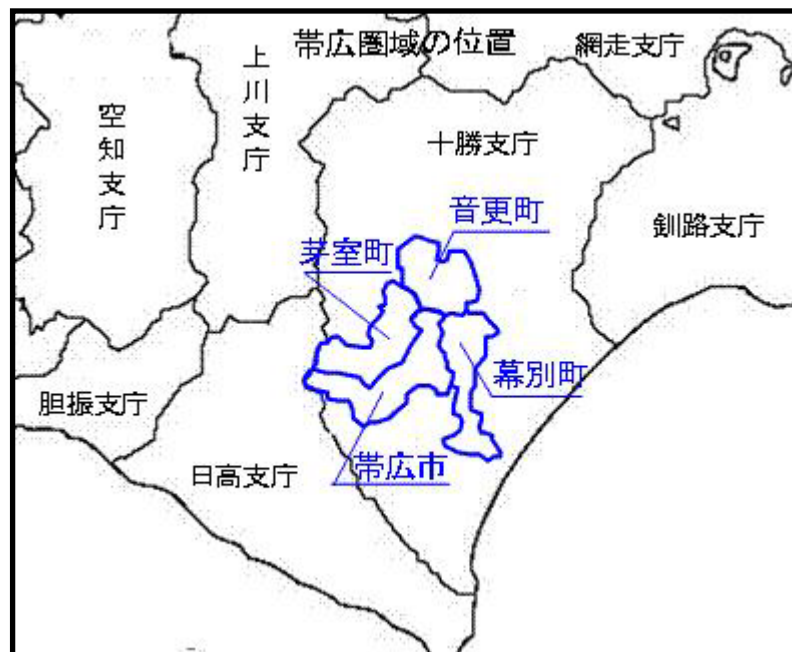 帯広圏域の位置
網走支庁
上川支庁
空知支庁
十勝支庁
音更町
釧路支庁
芽室町
幕別町
胆振支庁
日高支庁
帯広市